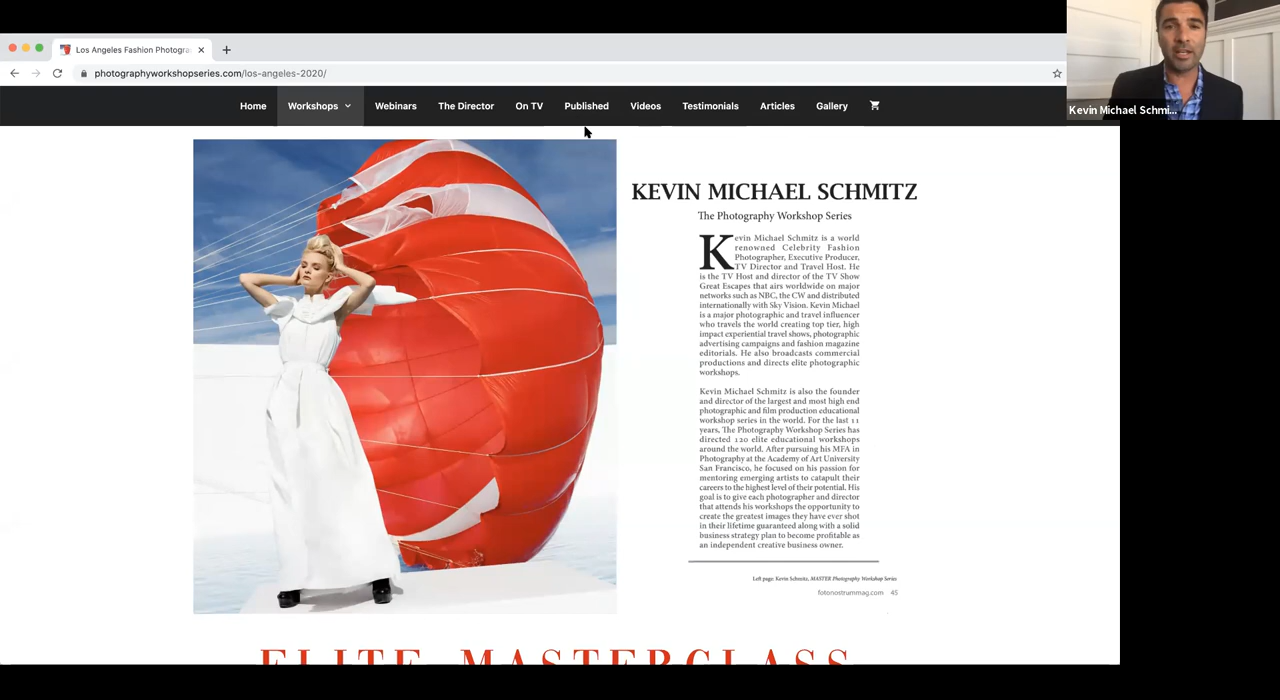 Los Angeles Fashion Photogra
photographyworkshopseries.com/los-angeles-2020/
Home Workshops Webinars The Director On TV Published Videos Testimonials Articles Gallery
Kevin Michael Schmi...
KEVIN MICHAEL SCHMITZ
The Photography Workshop Series
Kevin Michael Schmitz is a world
renowned Celebrity Fashion
Photographer, Executive Producer,
TV Director and Travel Host. He
is the TV Host and director of the TV Show
Great Escapes that airs worldwide on major
networks such as NBC, the CW and distributed
internationally with Sky Vision. Kevin Michael
is a major photographic and travel influencer
who travels the world creating top tier, high
impact experiential travel shows, photographic
advertising campaigns and fashion magazine
editorials. He also broadcasts commercial
productions and directs elite photographic
workshops.
Kevin Michael Schmitz is also the founder
and director of the largest and most high end
photographic and film production educational
workshop series in the world. For the last 11
years, The Photography Workshop Series has
directed 120 elite educational workshops
around the world. After pursuing his MFA in
Photography at the Academy of Art University
San Francisco, he focused on his passion for
mentoring emerging artists to catapult their
careers to the highest level of their potential. His
goal is to give each photographer and director
that attends his workshops the opportunity to
create the greatest images they have ever shot
in their lifetime guaranteed along with a solid
business strategy plan to become profitable as
an independent creative business owner.
Left page: Kevin Schmitz, MASTER Photography Workshop Series
fotonostrummag.com 45
ELITE MASTERCLASS